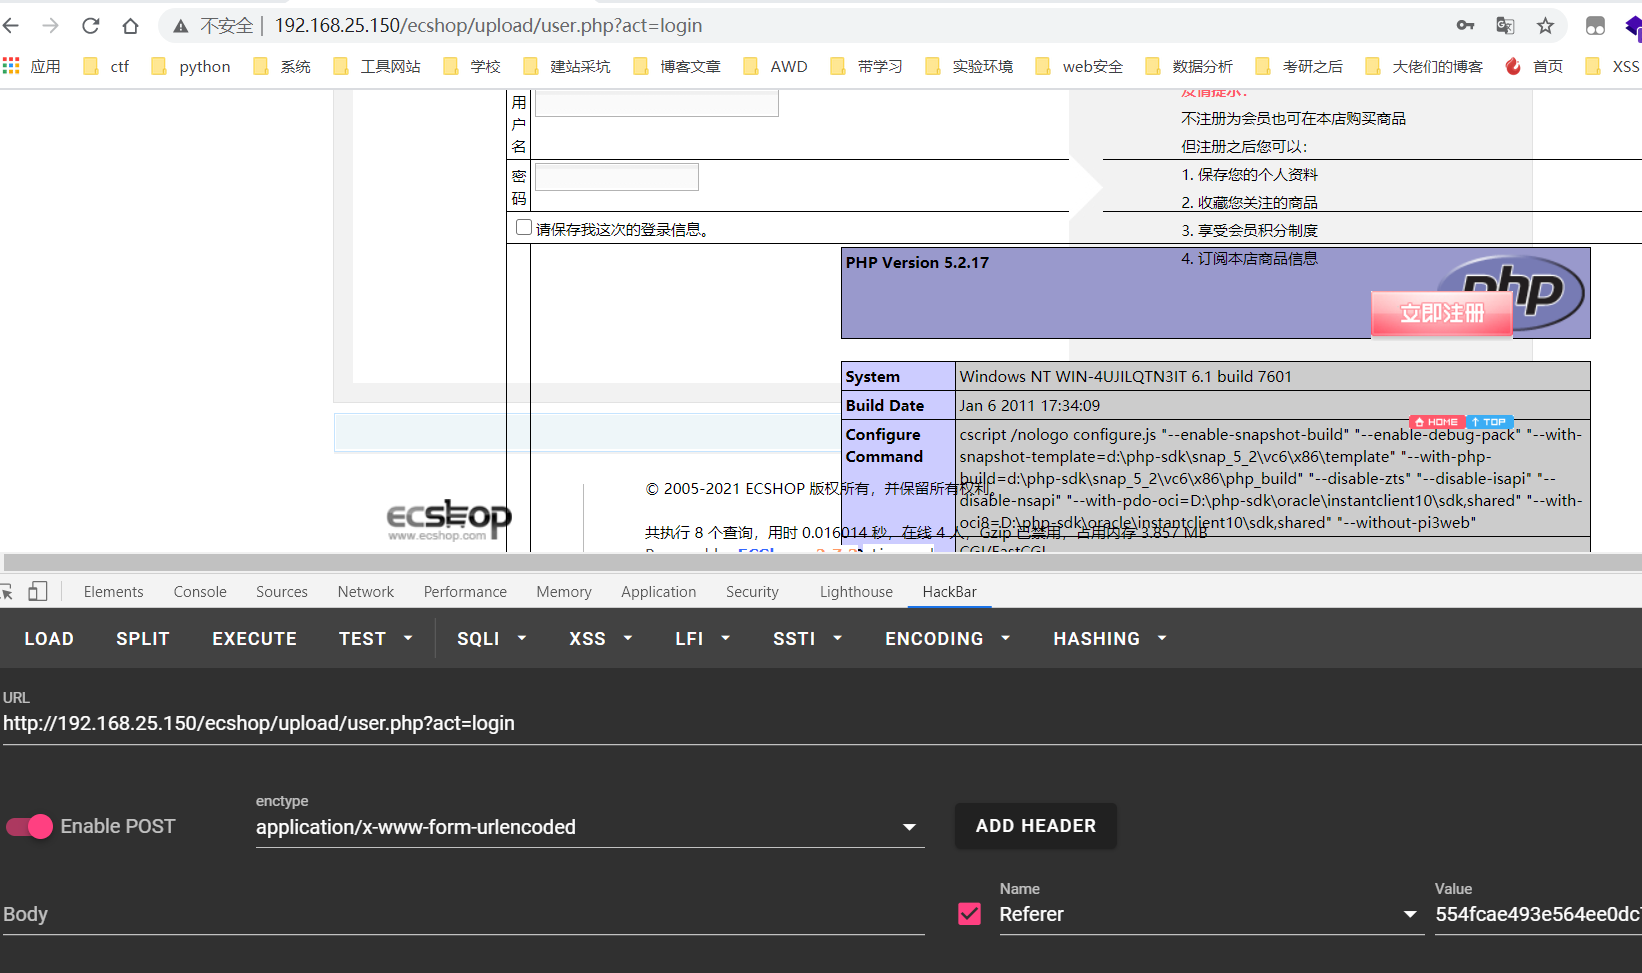 不安全 | 192.168.25.150/ecshop/upload/user.php?act=login
应用 ctf python 系统 工具网站 学校 建站采坑 博客文章 AWD 带学习 实验环境 web安全 数据分析 考研之后 大佬们的博客 首页 XSS
用户名
友情提示：
不注册为会员也可在本店购买商品
但注册之后您可以：
密码
1. 保存您的个人资料
2. 收藏您关注的商品
请保存我这次的登录信息。
3. 享受会员积分制度
4. 订阅本店商品信息
PHP Version 5.2.17
php
立即注册
System Windows NT WIN-4UJILQTN3IT 6.1 build 7601
Build Date Jan 6 2011 17:34:09
HOME TOP
Configure Command
cscript /nologo configure.js "--enable-snapshot-build" "--enable-debug-pack" "--with-
snapshot-template=d:\php-sdk\snap_5_2\vc6\x86\template" "--with-php-
build=d:\php-sdk\snap_5_2\vc6\x86\php_build" "--disable-zts" "--disable-isapi" "--
disable-nsapi" "--with-pdo-oci=D:\php-sdk\oracle\instantclient10\sdk,shared" "--with-
oci8=D:\php-sdk\oracle\instantclient10\sdk,shared" "--without-pi3web"
CGI/FastCGI
© 2005-2021 ECSHOP 版权所有，并保留所有权利。
ecshop
www.ecshop.com
共执行 8 个查询，用时 0.016014 秒，在线 4 人，Gzip 已禁用，占用内存 3.857 MB
Elements Console Sources Network Performance Memory Application Security Lighthouse HackBar
LOAD SPLIT EXECUTE TEST SQLI XSS LFI SSTI ENCODING HASHING
URL
http://192.168.25.150/ecshop/upload/user.php?act=login
Enable POST
enctype
application/x-www-form-urlencoded
ADD HEADER
Body
Name
Referer
Value
554fcae493e564ee0dc